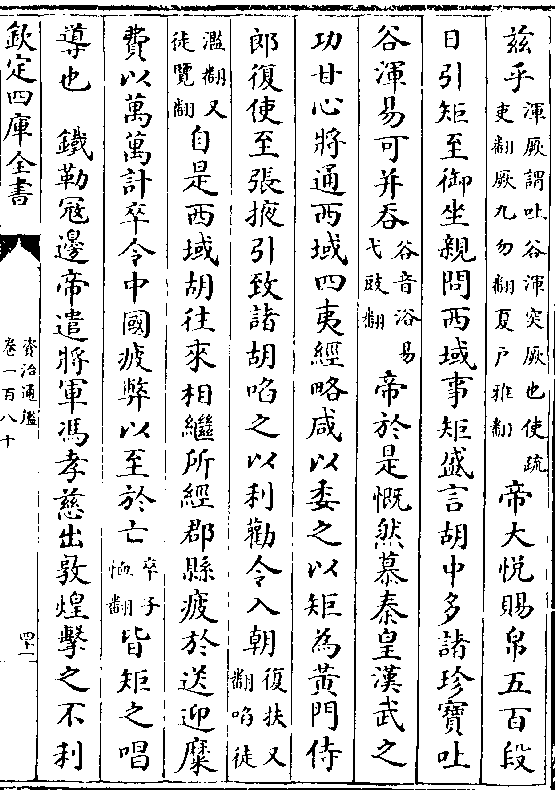 茲乎渾厥謂吐谷渾突厥也使疏吏翻厥九勿翻夏戸雅翻帝大悅賜帛五百段
日引矩至御坐親問西域事矩盛言胡中多諸珍寶吐
谷渾易可并吞谷音浴易弋豉翻帝於是慨然慕秦皇漢武之
功甘心將通西域四夷經略咸以委之以矩為黃門侍
郎復使至張掖引致諸胡啗之以利勸令入朝復扶又翻啗徒
濫翻又徒覽翻自是西域胡往來相繼所經郡縣疲於送迎糜
費以萬萬計卒令中國疲弊以至於亡卒子恤翻皆矩之唱
導也　鐵勒寇邊帝遣將軍馮孝慈出敦煌擊之不利
欽定四庫全書
資治通鑑
卷一百八十
四十一